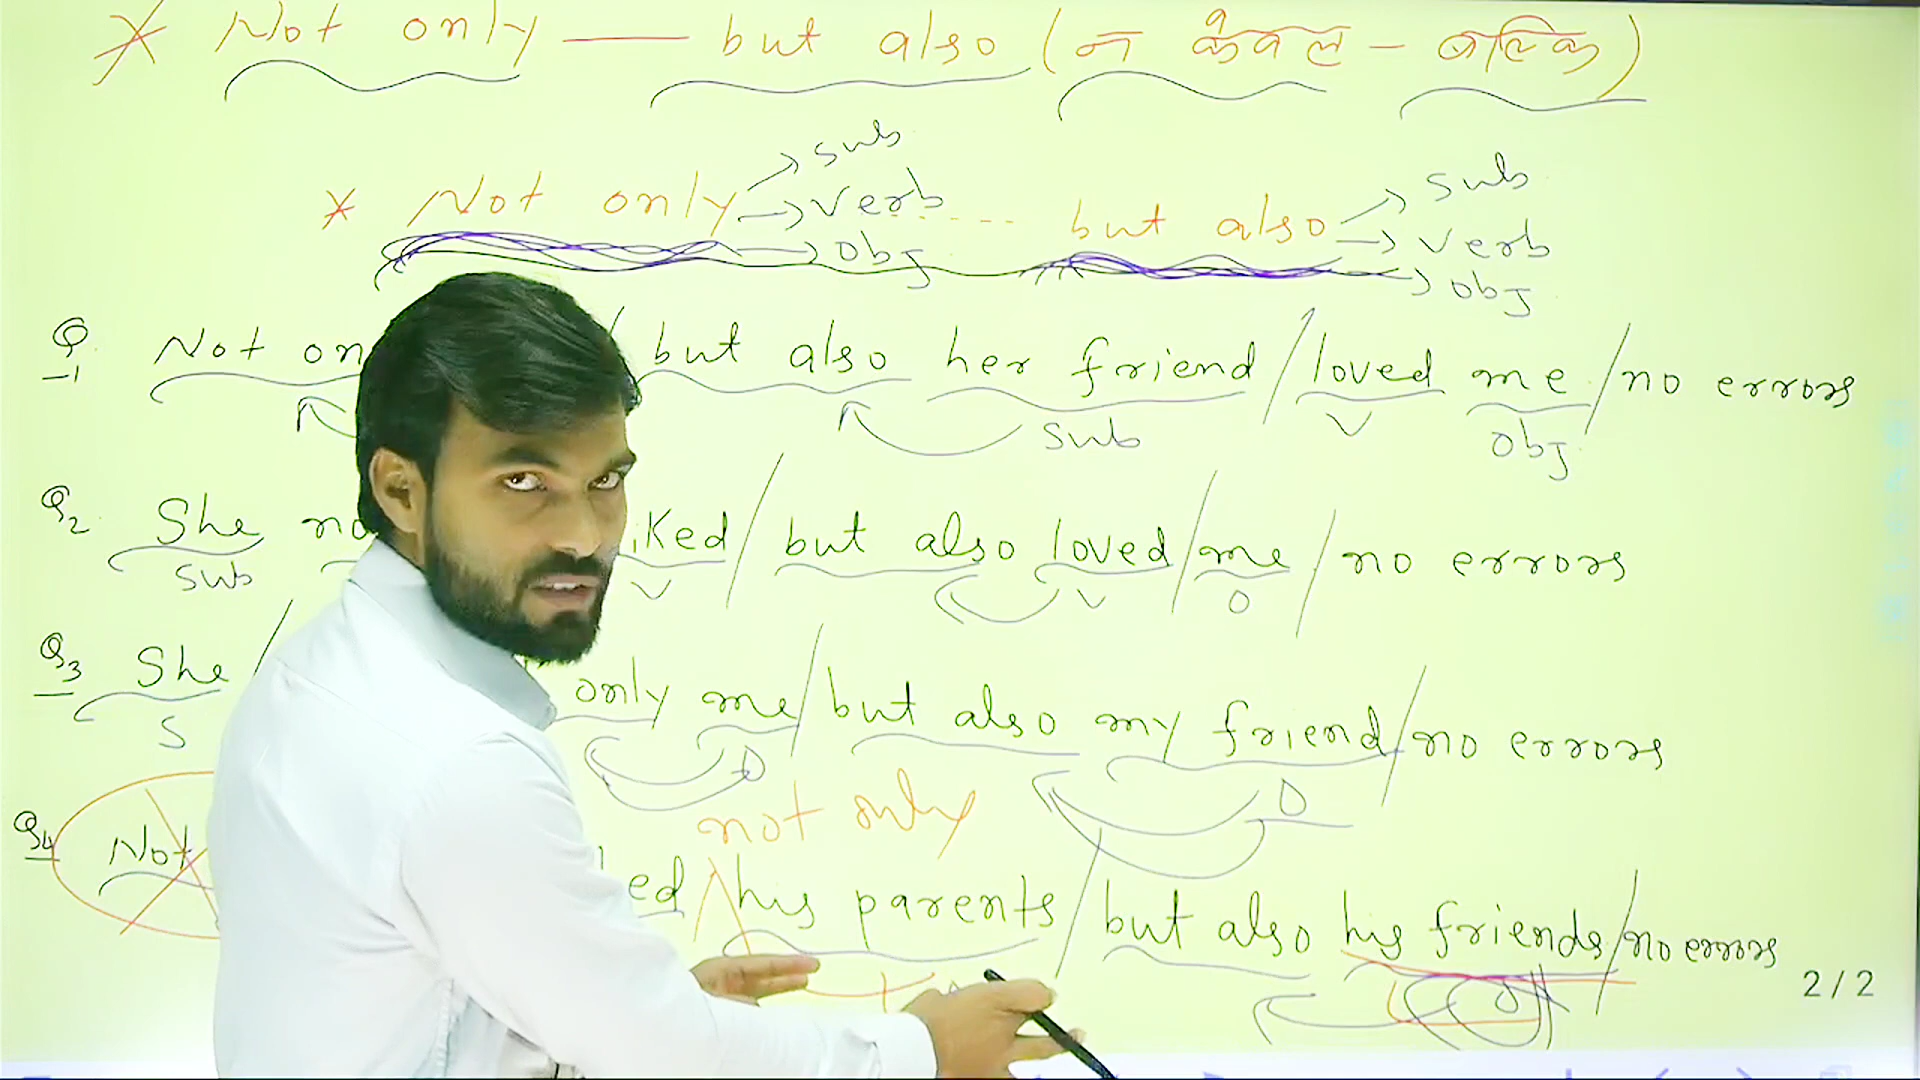 * Not only — but also (न केवल - बल्कि)
sub sub
* Not only → verb ..... but also → verb
→ obj → obj
Q1 Not / but also her friend / loved me / no errors
sub V obj
Q2 She / but also loved / me / no errors
sub V V O
Q3 She / only me / but also my friend / no errors
S O O
not only
Q4 Not his parents / but also his friends / no errors
O
2/2